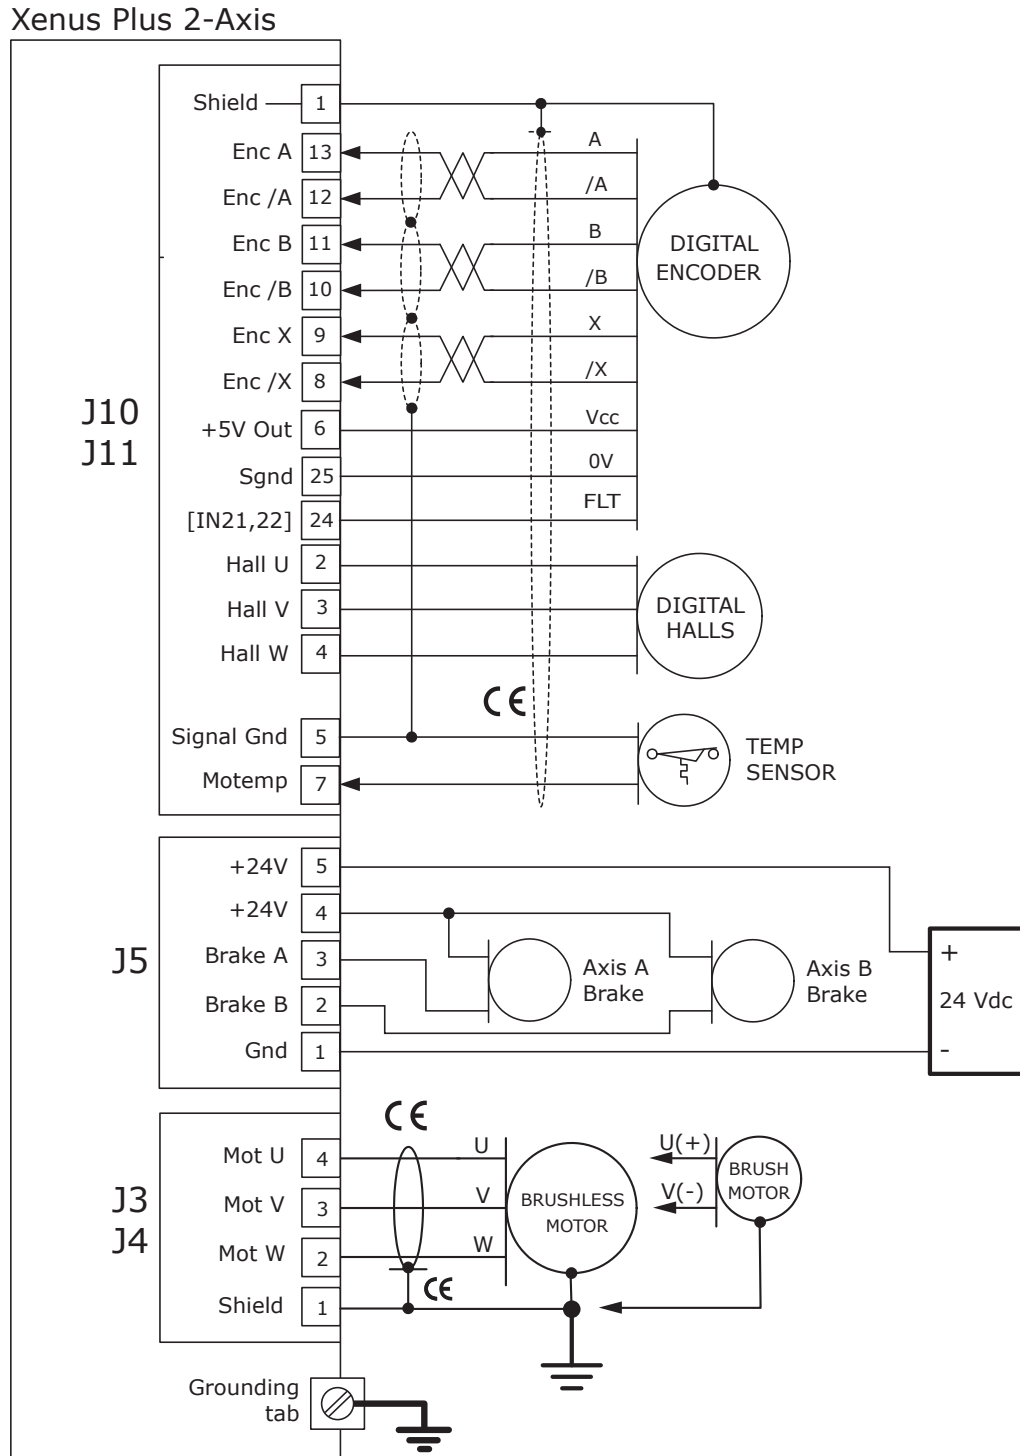 Xenus Plus 2-Axis
Shield 1
Enc A 13 A
Enc /A 12 /A
Enc B 11 B
Enc /B 10 /B
DIGITAL
ENCODER
Enc X 9 X
Enc /X 8 /X
J10
J11
+5V Out 6 Vcc
Sgnd 25 0V
[IN21,22] 24 FLT
Hall U 2
Hall V 3
Hall W 4
DIGITAL
HALLS
CE
Signal Gnd 5
Motemp 7
TEMP
SENSOR
J5
+24V 5
+24V 4
Brake A 3
Brake B 2
Gnd 1
Axis A
Brake
Axis B
Brake
+
24 Vdc
-
CE
J3
J4
Mot U 4 U
Mot V 3 V
Mot W 2 W
Shield 1
CE
BRUSHLESS
MOTOR
U(+)
V(-)
BRUSH
MOTOR
Grounding
tab